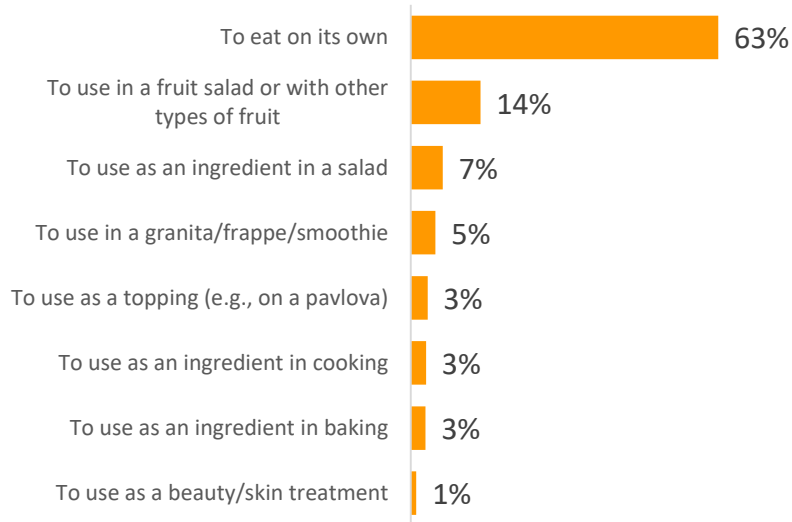 To eat on its own
63%
To use in a fruit salad or with other
types of fruit
14%
To use as an ingredient in a salad
7%
To use in a granita/frappe/smoothie
5%
To use as a topping (e.g., on a pavlova)
3%
To use as an ingredient in cooking
3%
To use as an ingredient in baking
3%
To use as a beauty/skin treatment
1%